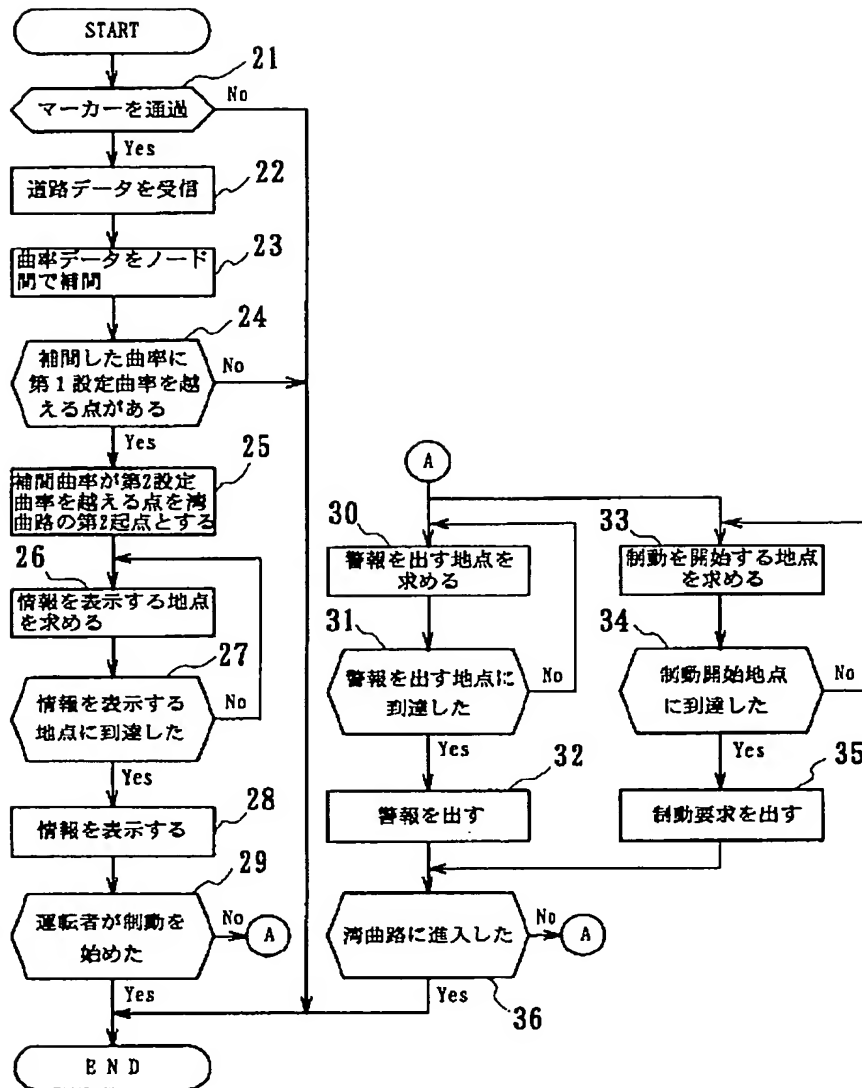 START
21
マーカーを通過
No
Yes
22
道路データを受信
23
曲率データをノード
間で補間
24
補間した曲率に
第1設定曲率を越
える点がある
No
Yes
25
補間曲率が第2設定
曲率を越える点を湾
曲路の第2起点とする
26
情報を表示する地点
を求める
27
情報を表示する
地点に到達した
No
Yes
28
情報を表示する
29
運転者が制動を
始めた
No
A
Yes
END
A
30
警報を出す地点を
求める
31
警報を出す地点に
到達した
No
Yes
32
警報を出す
33
制動を開始する地点
を求める
34
制動開始地点
に到達した
No
Yes
35
制動要求を出す
湾曲路に進入した
No
A
Yes
36